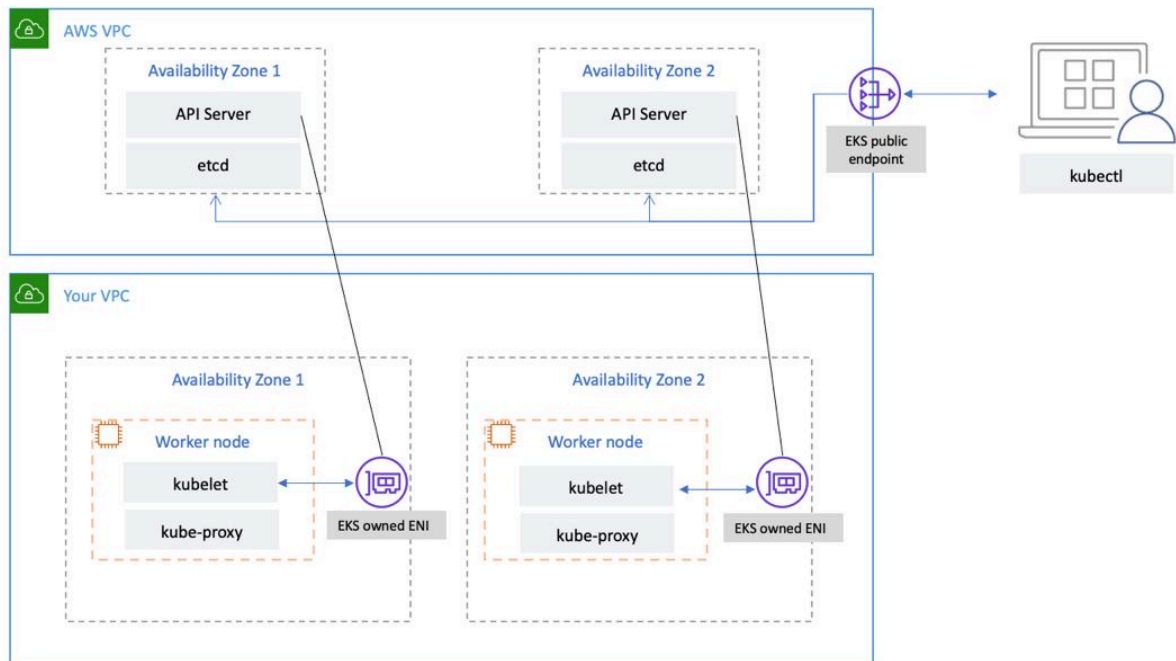 AWS VPC
Availability Zone 1
API Server
etcd
Availability Zone 2
API Server
etcd
EKS public
endpoint
kubectl
Your VPC
Availability Zone 1
Worker node
kubelet
kube-proxy
EKS owned ENI
Availability Zone 2
Worker node
kubelet
kube-proxy
EKS owned ENI